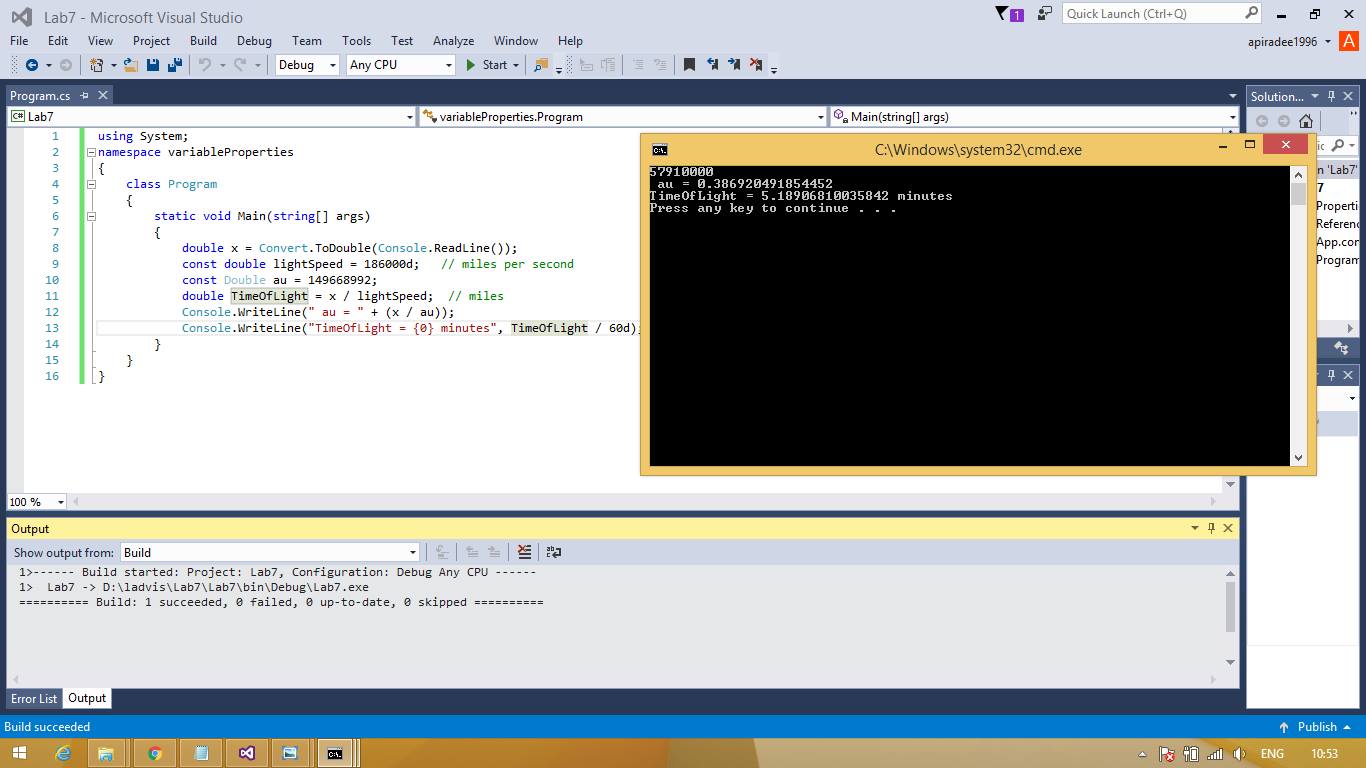 Lab7 - Microsoft Visual Studio
1
Quick Launch (Ctrl+Q)
File Edit View Project Build Debug Team Tools Test Analyze Window Help
apiradee1996 A
Debug Any CPU Start
Program.cs
Solution...
C# Lab7 variableProperties.Program Main(string[] args)
1 using System;
2 namespace variableProperties
3 {
4 class Program
5 {
6 static void Main(string[] args)
7 {
8 double x = Convert.ToDouble(Console.ReadLine());
9 const double lightSpeed = 186000d; // miles per second
10 const Double au = 149668992;
11 double TimeOfLight = x / lightSpeed; // miles
12 Console.WriteLine(" au = " + (x / au));
13 Console.WriteLine("TimeOfLight = {0} minutes", TimeOfLight / 60d);
14 }
15 }
16 }
C:\Windows\system32\cmd.exe
57910000
au = 0.386920491854452
TimeOfLight = 5.18906810035842 minutes
Press any key to continue . . .
n 'Lab7'
7
Properti
Referenc
App.con
Program
100 %
Output
Show output from: Build
1>------ Build started: Project: Lab7, Configuration: Debug Any CPU ------
1> Lab7 -> D:\ladvis\Lab7\Lab7\bin\Debug\Lab7.exe
========== Build: 1 succeeded, 0 failed, 0 up-to-date, 0 skipped ==========
Error List Output
Build succeeded
Publish
ENG 10:53